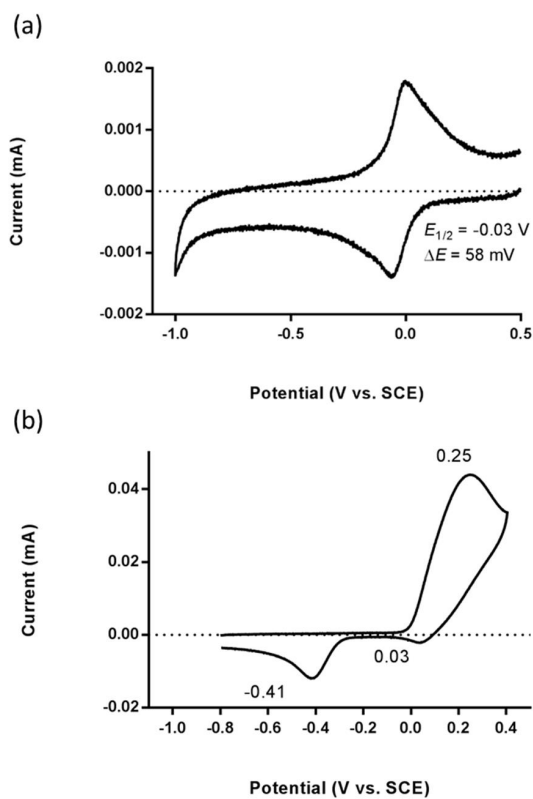 (a)
Current (mA)
0.002
0.001
0.000
-0.001
-0.002
E1/2 = -0.03 V
ΔE = 58 mV
-1.0 -0.5 0.0 0.5
Potential (V vs. SCE)
(b)
Current (mA)
0.04
0.02
0.00
-0.02
0.25
0.03
-0.41
-1.0 -0.8 -0.6 -0.4 -0.2 0.0 0.2 0.4
Potential (V vs. SCE)